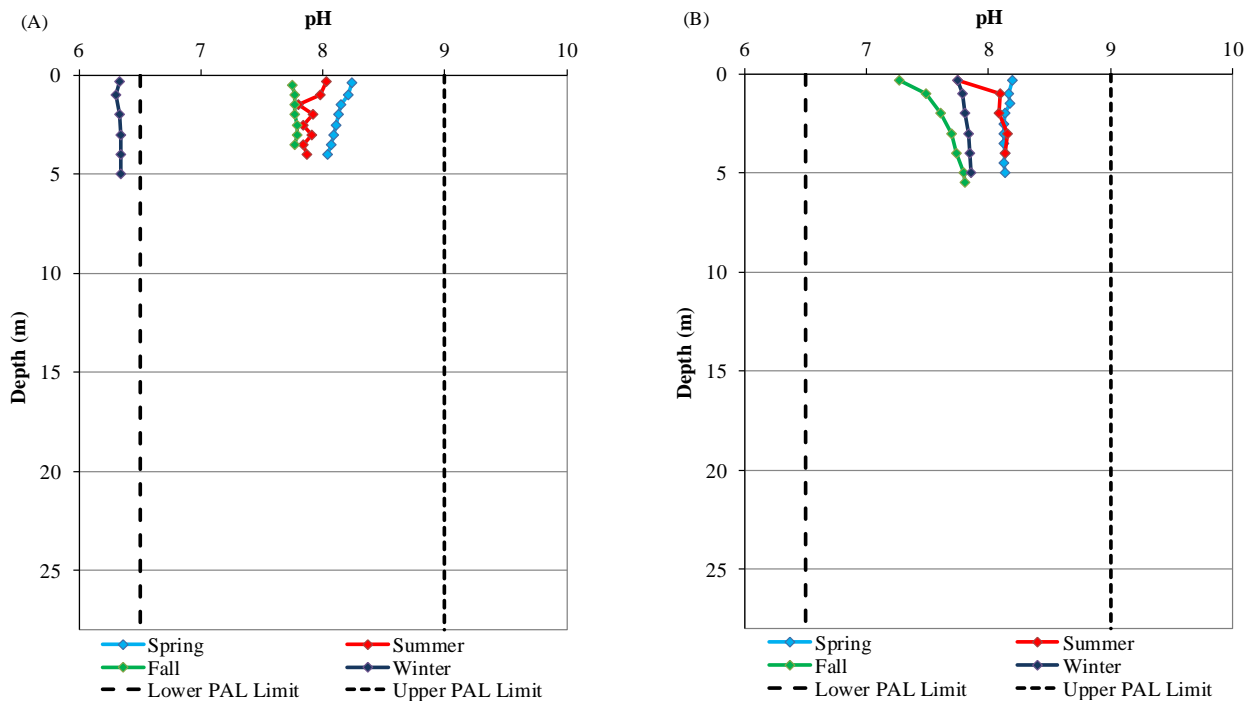 (A)
pH
6 7 8 9 10
0
5
10
15
20
25
Depth (m)
Spring Summer
Fall Winter
Lower PAL Limit Upper PAL Limit
(B)
pH
6 7 8 9 10
0
5
10
15
20
25
Depth (m)
Spring Summer
Fall Winter
Lower PAL Limit Upper PAL Limit